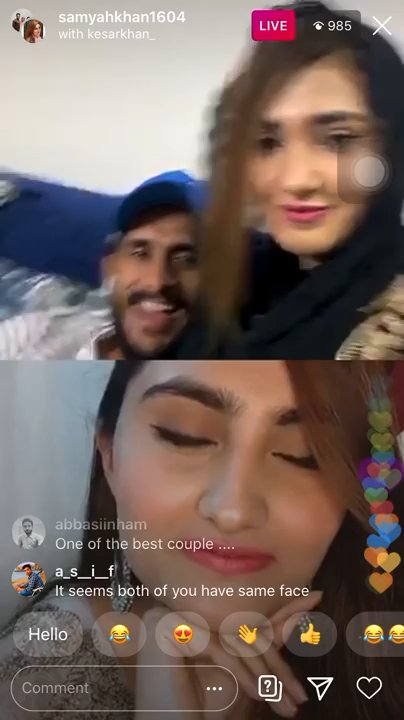 samyahkhan1604
with kesarkhan_
LIVE
985
abbasiinham
One of the best couple ....
a_s__i_f
It seems both of you have same face
Hello
Comment